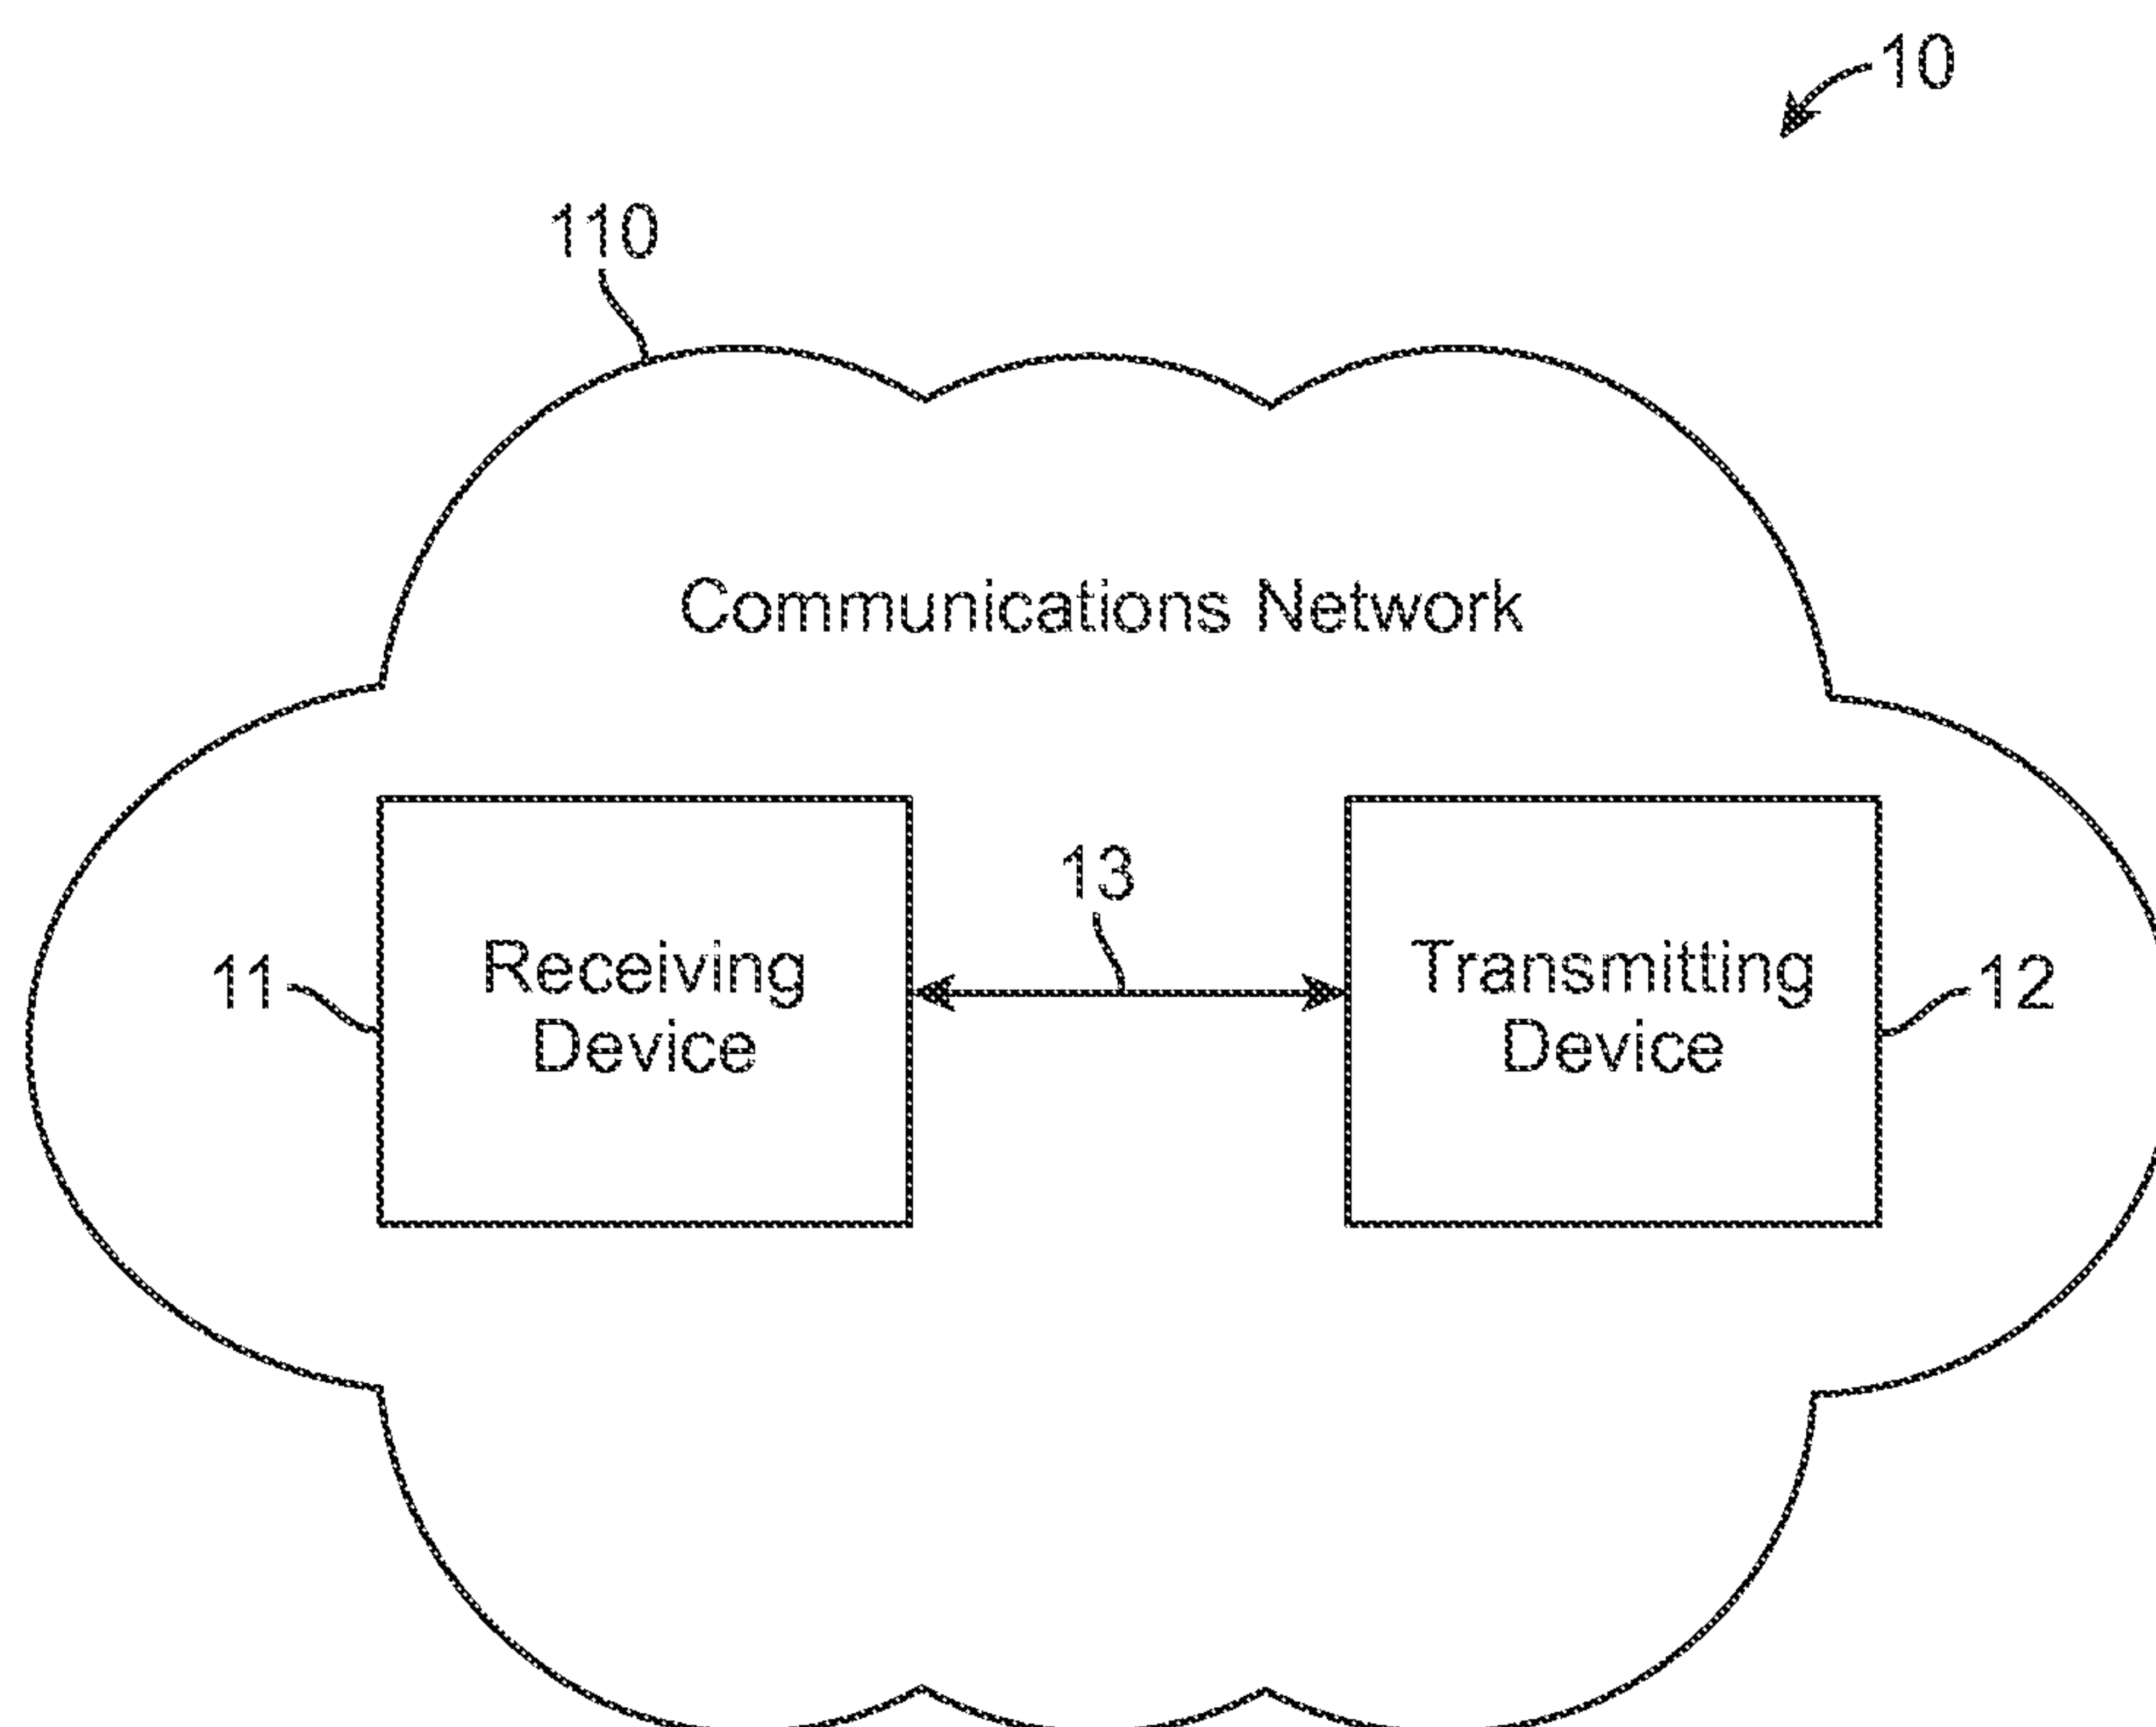 10
110
Communications Network
13
11
Receiving
Device
Transmitting
Device
12